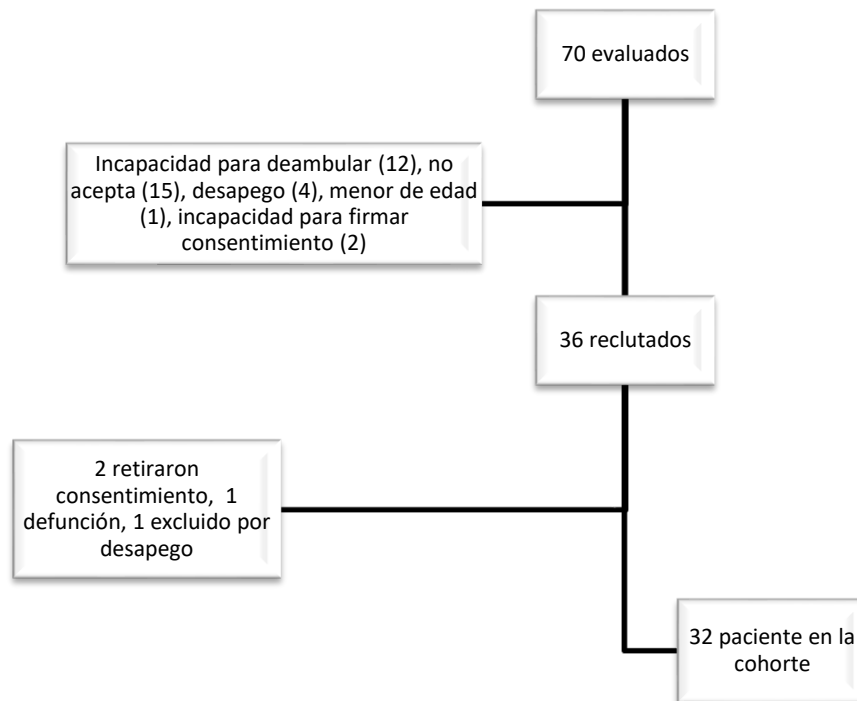 70 evaluados
Incapacidad para deambular (12), no
acepta (15), desapego (4), menor de edad
(1), incapacidad para firmar
consentimiento (2)
36 reclutados
2 retiraron
consentimiento, 1
defunción, 1 excluido por
desapego
32 paciente en la
cohorte